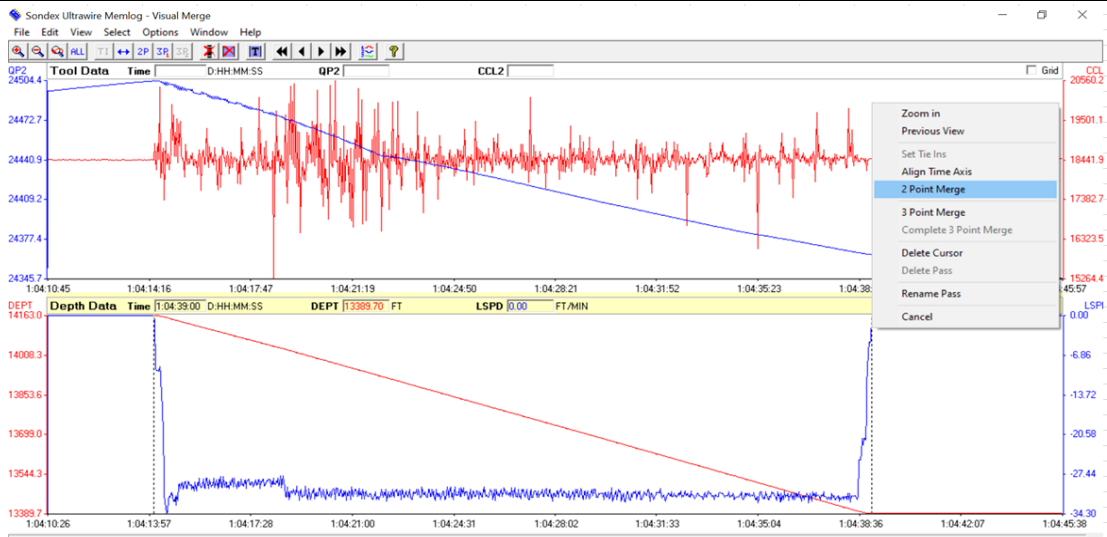 Sondex Ultrawire Memlog - Visual Merge
File Edit View Select Options Window Help
ALL TI 2P 3P 3P T ?
QP2 Tool Data Time D:HH:MM:SS QP2 CCL2 Grid CCL
24504.4 20560.2
Zoom in
24472.7 19501.1
Previous View
Set Tie Ins
24440.9 18441.9
Align Time Axis
2 Point Merge
24409.2 17382.7
3 Point Merge
Complete 3 Point Merge
24377.4 16323.5
Delete Cursor
Delete Pass
24345.7 15264.4
1:04:10.45 1:04:14:16 1:04:17:47 1:04:21:19 1:04:24:50 1:04:28:21 1:04:31:52 1:04:35:23 1:04:38: 45:57
Rename Pass
DEPT Depth Data Time 1:04:39:00 D:HH:MM:SS DEPT 13389.70 FT LSPD 0.00 FT/MIN LSPI
14163.0 0.00
Cancel
14008.3 -6.86
13853.6 -13.72
13699.0 -20.58
13544.3 -27.44
13389.7 -34.30
1:04:10:26 1:04:13:57 1:04:17:28 1:04:21:00 1:04:24:31 1:04:28:02 1:04:31:33 1:04:35:04 1:04:38:36 1:04:42:07 1:04:45:38